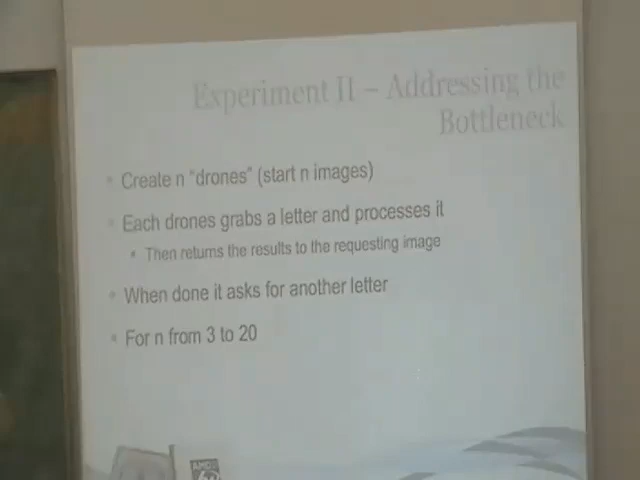 Experiment II – Addressing the
Bottleneck
Create n "drones" (start n images)
Each drones grabs a letter and processes it
Then returns the results to the requesting image
When done it asks for another letter
For n from 3 to 20
AMD